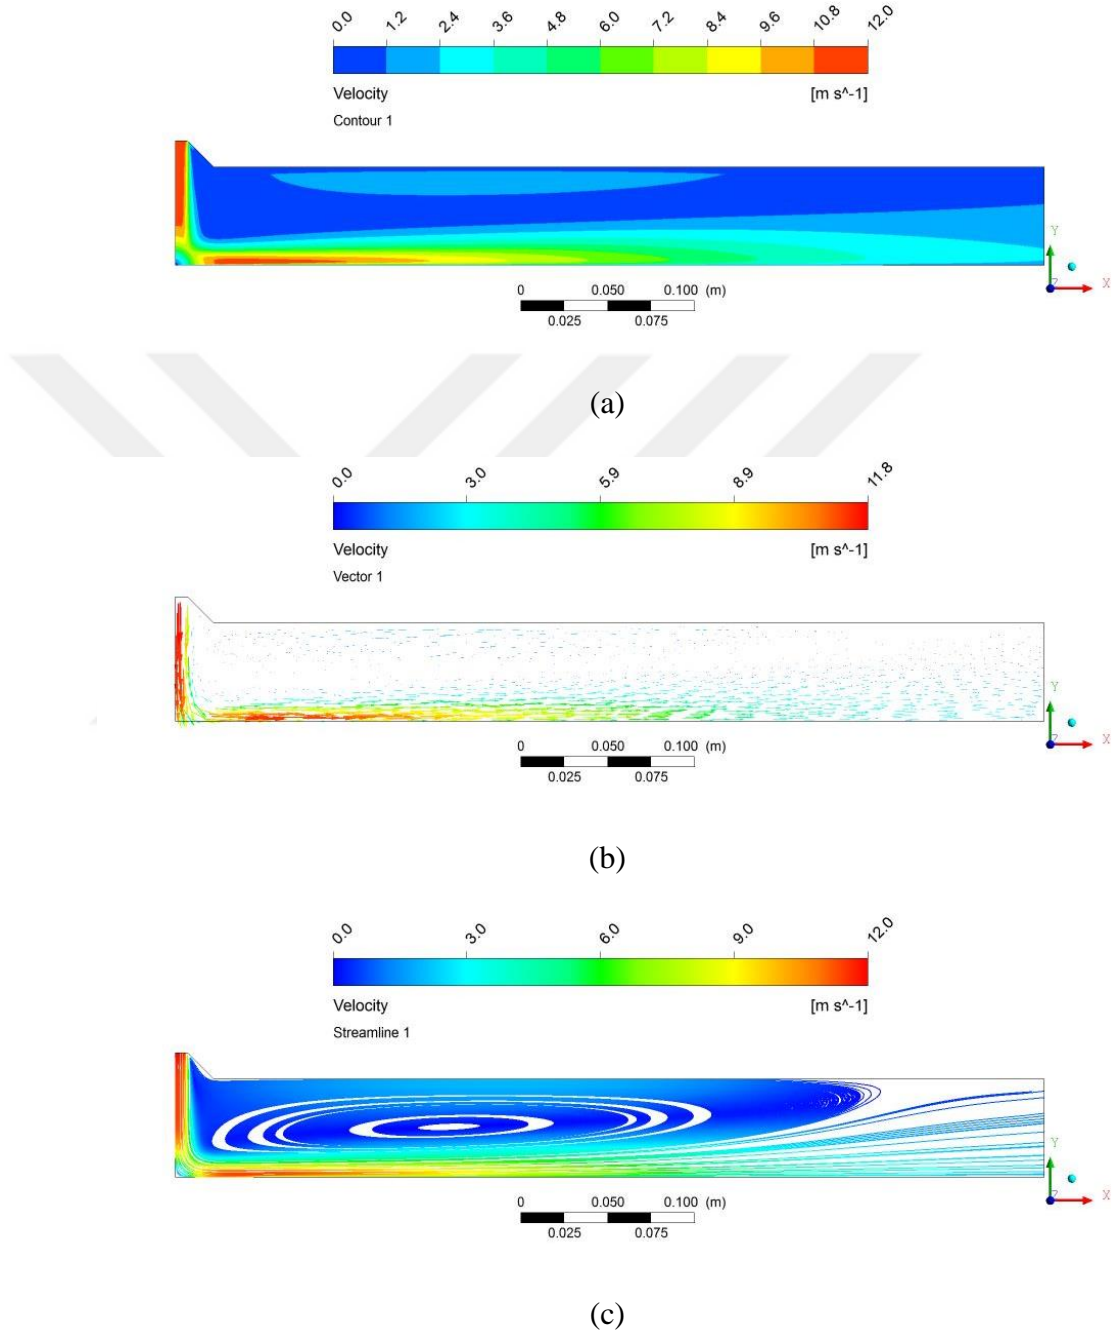 0.0 1.2 2.4 3.6 4.8 6.0 7.2 8.4 9.6 10.8 12.0
Velocity [m s^-1]
Contour 1
Y
X
0 0.050 0.100 (m)
0.025 0.075
(a)
0.0 3.0 5.9 8.9 11.8
Velocity [m s^-1]
Vector 1
Y
X
0 0.050 0.100 (m)
0.025 0.075
(b)
0.0 3.0 6.0 9.0 12.0
Velocity [m s^-1]
Streamline 1
Y
X
0 0.050 0.100 (m)
0.025 0.075
(c)